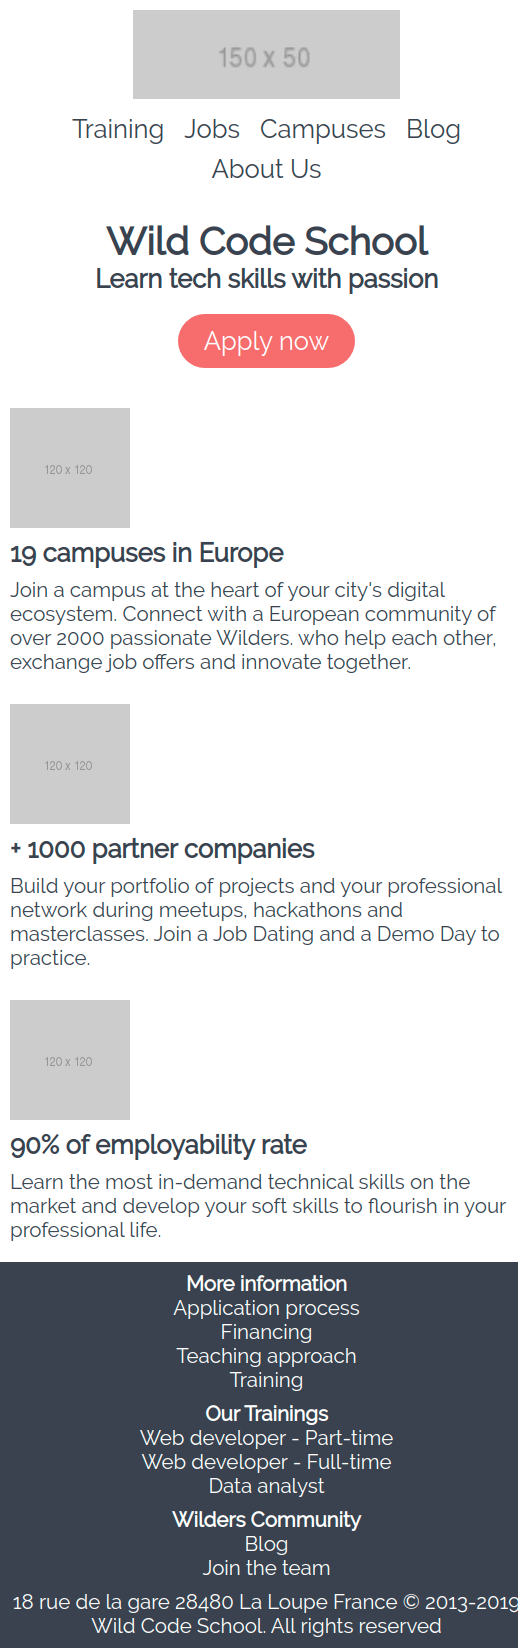 150 x 50
Training Jobs Campuses Blog
About Us
Wild Code School
Learn tech skills with passion
Apply now
120 x 120
19 campuses in Europe
Join a campus at the heart of your city's digital
ecosystem. Connect with a European community of
over 2000 passionate Wilders. who help each other,
exchange job offers and innovate together.
120 x 120
+ 1000 partner companies
Build your portfolio of projects and your professional
network during meetups, hackathons and
masterclasses. Join a Job Dating and a Demo Day to
practice.
120 x 120
90% of employability rate
Learn the most in-demand technical skills on the
market and develop your soft skills to flourish in your
professional life.
More information
Application process
Financing
Teaching approach
Training
Our Trainings
Web developer - Part-time
Web developer - Full-time
Data analyst
Wilders Community
Blog
Join the team
18 rue de la gare 28480 La Loupe France © 2013-2019
Wild Code School. All rights reserved